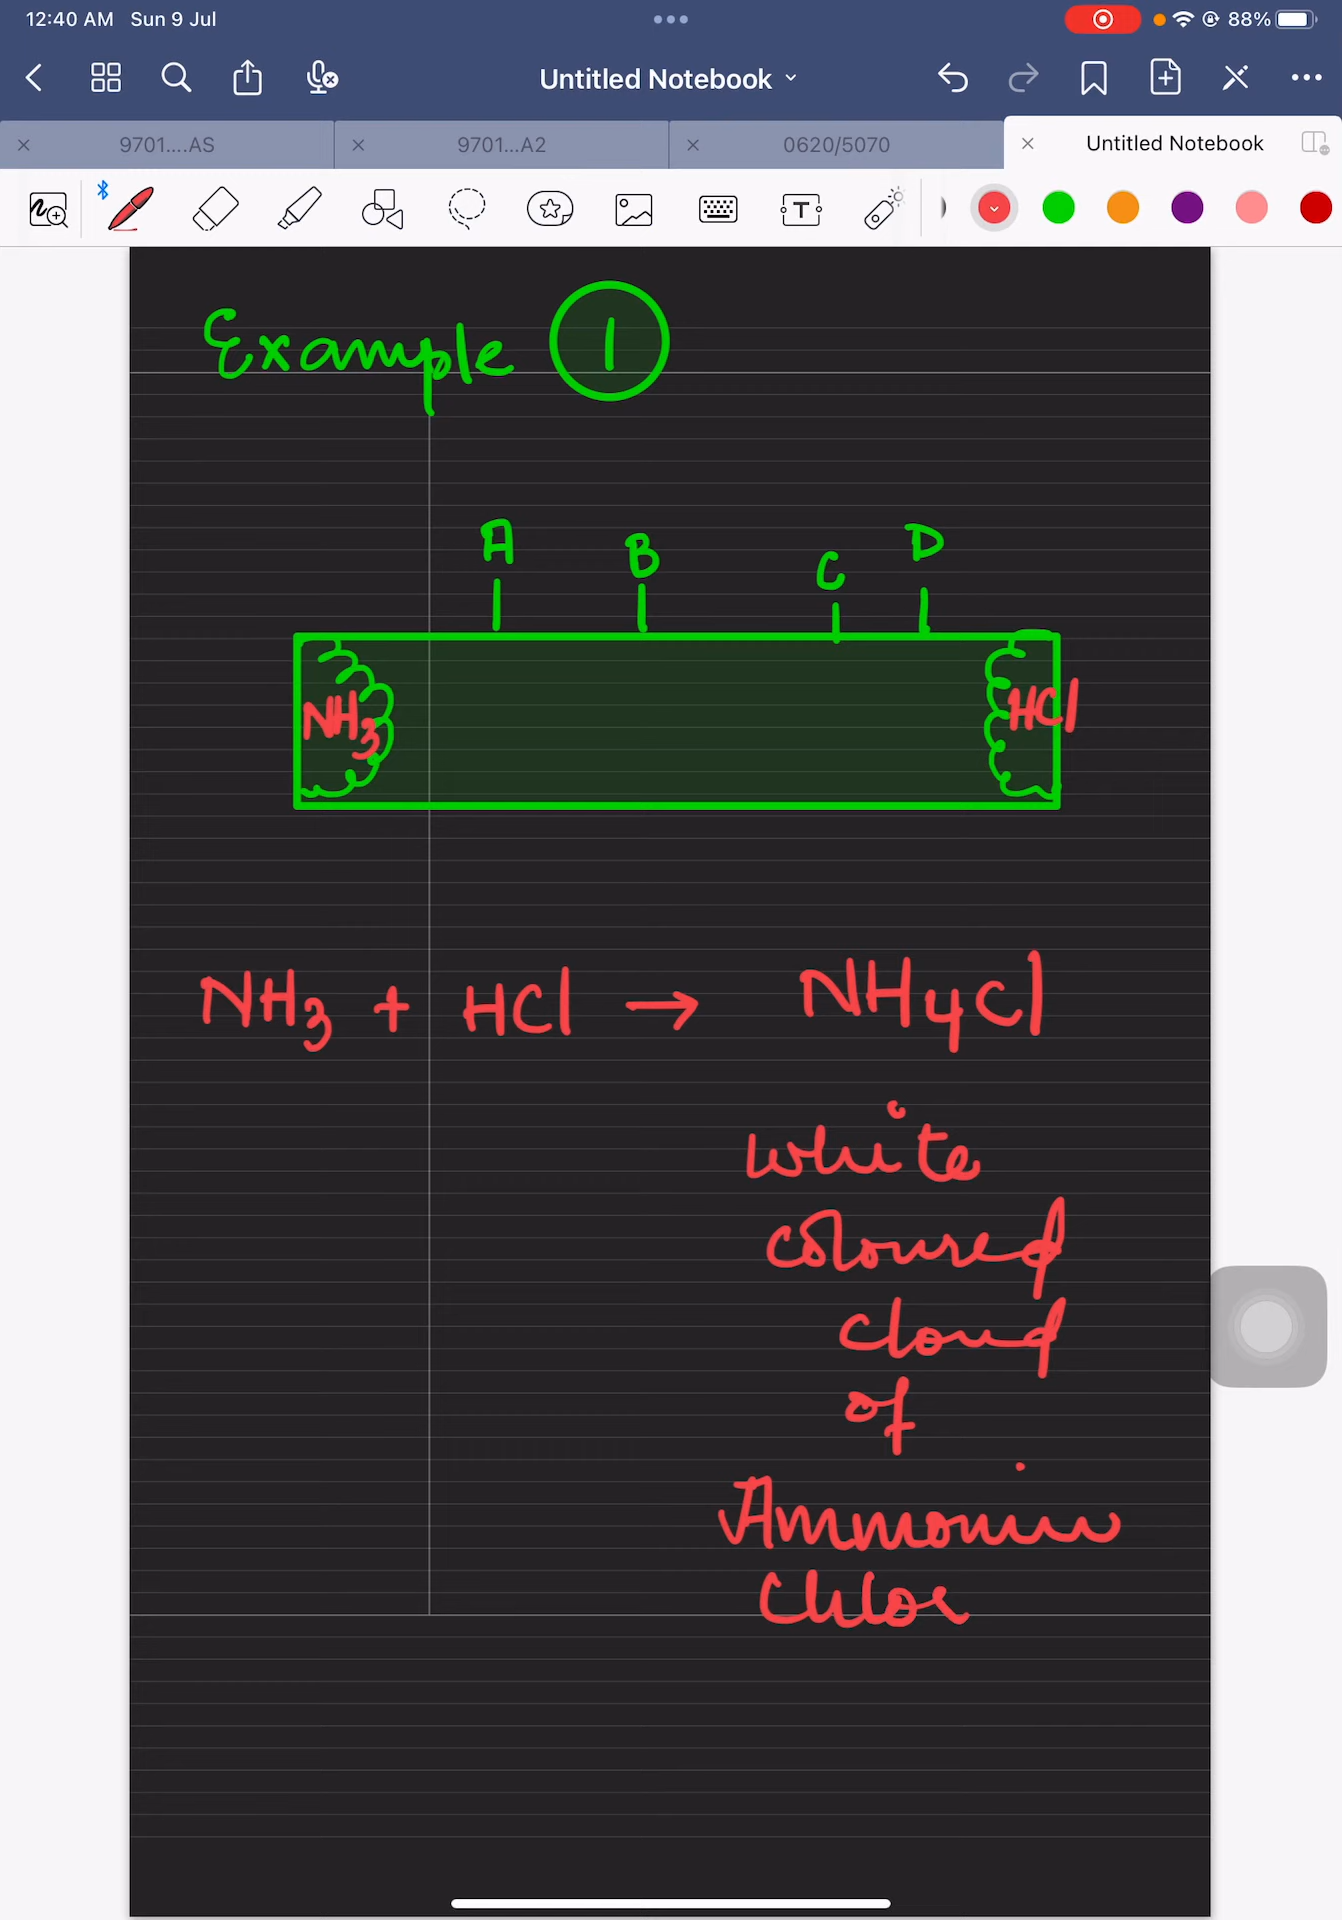 12:40 AM Sun 9 Jul
88%
Untitled Notebook
9701....AS
9701...A2
0620/5070
Untitled Notebook
T
Example 1
A B C D
NH3 HCl
NH3 + HCl → NH4Cl
white
coloured
cloud
of
Ammoniu
Chlor